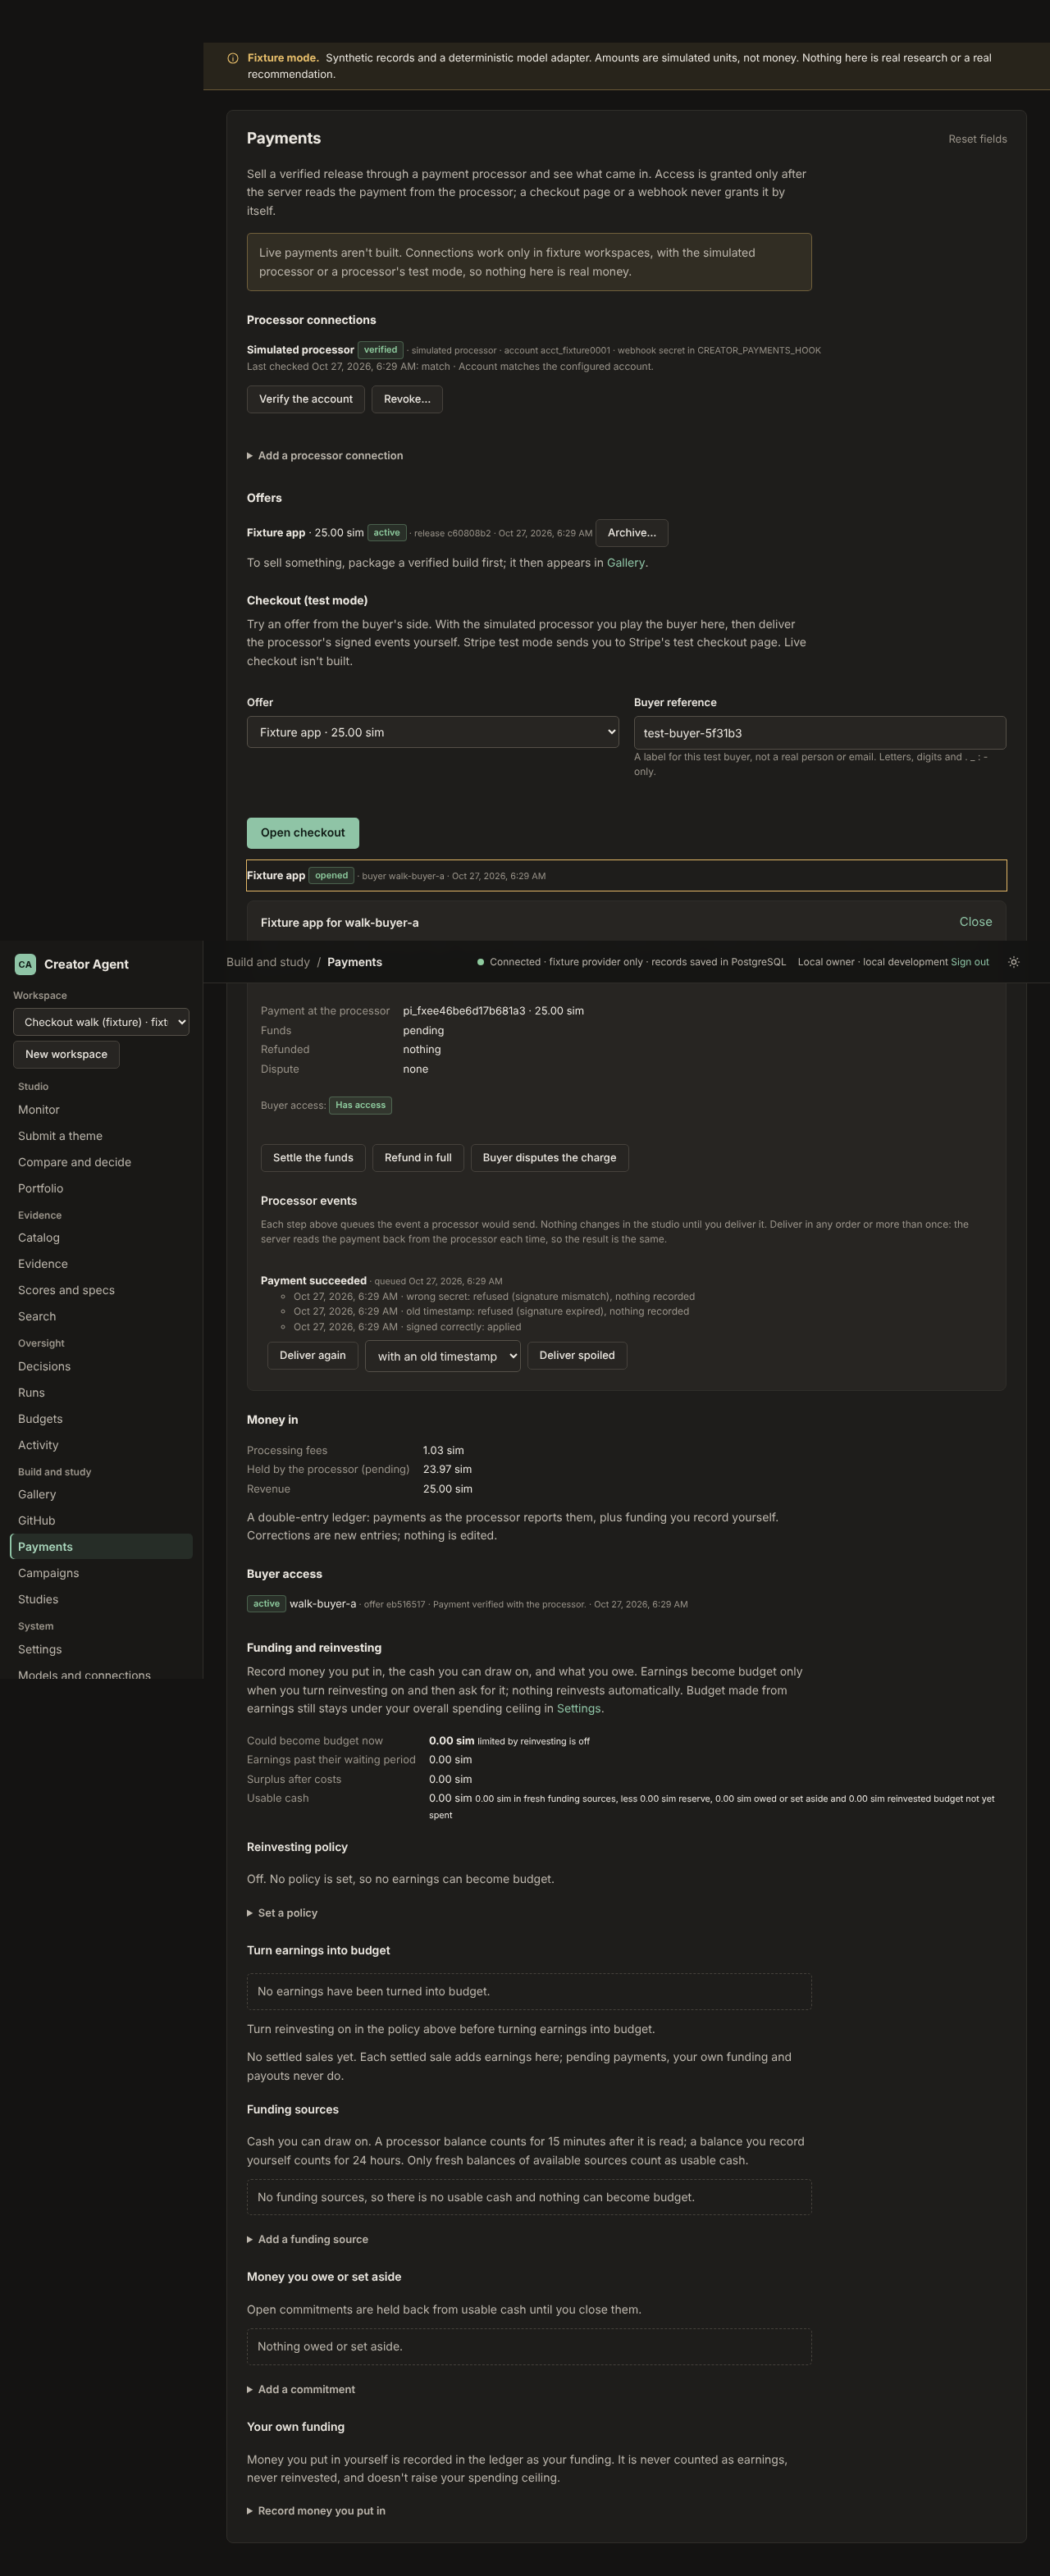 Fixture mode. Synthetic records and a deterministic model adapter. Amounts are simulated units, not money. Nothing here is real research or a real
recommendation.
Payments
Reset fields
Sell a verified release through a payment processor and see what came in. Access is granted only after
the server reads the payment from the processor; a checkout page or a webhook never grants it by
itself.
Live payments aren't built. Connections work only in fixture workspaces, with the simulated
processor or a processor's test mode, so nothing here is real money.
Processor connections
Simulated processor verified · simulated processor · account acct_fixture0001 · webhook secret in CREATOR_PAYMENTS_HOOK
Last checked Oct 27, 2026, 6:29 AM: match · Account matches the configured account.
Verify the account
Revoke...
Add a processor connection
Offers
Fixture app · 25.00 sim active · release c60808b2 · Oct 27, 2026, 6:29 AM Archive...
To sell something, package a verified build first; it then appears in Gallery.
Checkout (test mode)
Try an offer from the buyer's side. With the simulated processor you play the buyer here, then deliver
the processor's signed events yourself. Stripe test mode sends you to Stripe's test checkout page. Live
checkout isn't built.
Offer
Fixture app · 25.00 sim
Buyer reference
test-buyer-5f31b3
A label for this test buyer, not a real person or email. Letters, digits and . _ : -
only.
Open checkout
Fixture app opened · buyer walk-buyer-a · Oct 27, 2026, 6:29 AM
Fixture app for walk-buyer-a
Close
CA Creator Agent
Build and study / Payments
Connected · fixture provider only · records saved in PostgreSQL
Local owner · local development Sign out
Workspace
Checkout walk (fixture) · fixt
New workspace
Studio
Monitor
Submit a theme
Compare and decide
Portfolio
Evidence
Catalog
Evidence
Scores and specs
Search
Oversight
Decisions
Runs
Budgets
Activity
Build and study
Gallery
GitHub
Payments
Campaigns
Studies
System
Settings
Models and connections
Payment at the processor pi_fxee46be6d17b681a3 · 25.00 sim
Funds pending
Refunded nothing
Dispute none
Buyer access: Has access
Settle the funds
Refund in full
Buyer disputes the charge
Processor events
Each step above queues the event a processor would send. Nothing changes in the studio until you deliver it. Deliver in any order or more than once: the
server reads the payment back from the processor each time, so the result is the same.
Payment succeeded · queued Oct 27, 2026, 6:29 AM
Oct 27, 2026, 6:29 AM · wrong secret: refused (signature mismatch), nothing recorded
Oct 27, 2026, 6:29 AM · old timestamp: refused (signature expired), nothing recorded
Oct 27, 2026, 6:29 AM · signed correctly: applied
Deliver again
with an old timestamp
Deliver spoiled
Money in
Processing fees 1.03 sim
Held by the processor (pending) 23.97 sim
Revenue 25.00 sim
A double-entry ledger: payments as the processor reports them, plus funding you record yourself.
Corrections are new entries; nothing is edited.
Buyer access
active walk-buyer-a · offer eb516517 · Payment verified with the processor. · Oct 27, 2026, 6:29 AM
Funding and reinvesting
Record money you put in, the cash you can draw on, and what you owe. Earnings become budget only
when you turn reinvesting on and then ask for it; nothing reinvests automatically. Budget made from
earnings still stays under your overall spending ceiling in Settings.
Could become budget now 0.00 sim limited by reinvesting is off
Earnings past their waiting period 0.00 sim
Surplus after costs 0.00 sim
Usable cash 0.00 sim 0.00 sim in fresh funding sources, less 0.00 sim reserve, 0.00 sim owed or set aside and 0.00 sim reinvested budget not yet
spent
Reinvesting policy
Off. No policy is set, so no earnings can become budget.
Set a policy
Turn earnings into budget
No earnings have been turned into budget.
Turn reinvesting on in the policy above before turning earnings into budget.
No settled sales yet. Each settled sale adds earnings here; pending payments, your own funding and
payouts never do.
Funding sources
Cash you can draw on. A processor balance counts for 15 minutes after it is read; a balance you record
yourself counts for 24 hours. Only fresh balances of available sources count as usable cash.
No funding sources, so there is no usable cash and nothing can become budget.
Add a funding source
Money you owe or set aside
Open commitments are held back from usable cash until you close them.
Nothing owed or set aside.
Add a commitment
Your own funding
Money you put in yourself is recorded in the ledger as your funding. It is never counted as earnings,
never reinvested, and doesn't raise your spending ceiling.
Record money you put in